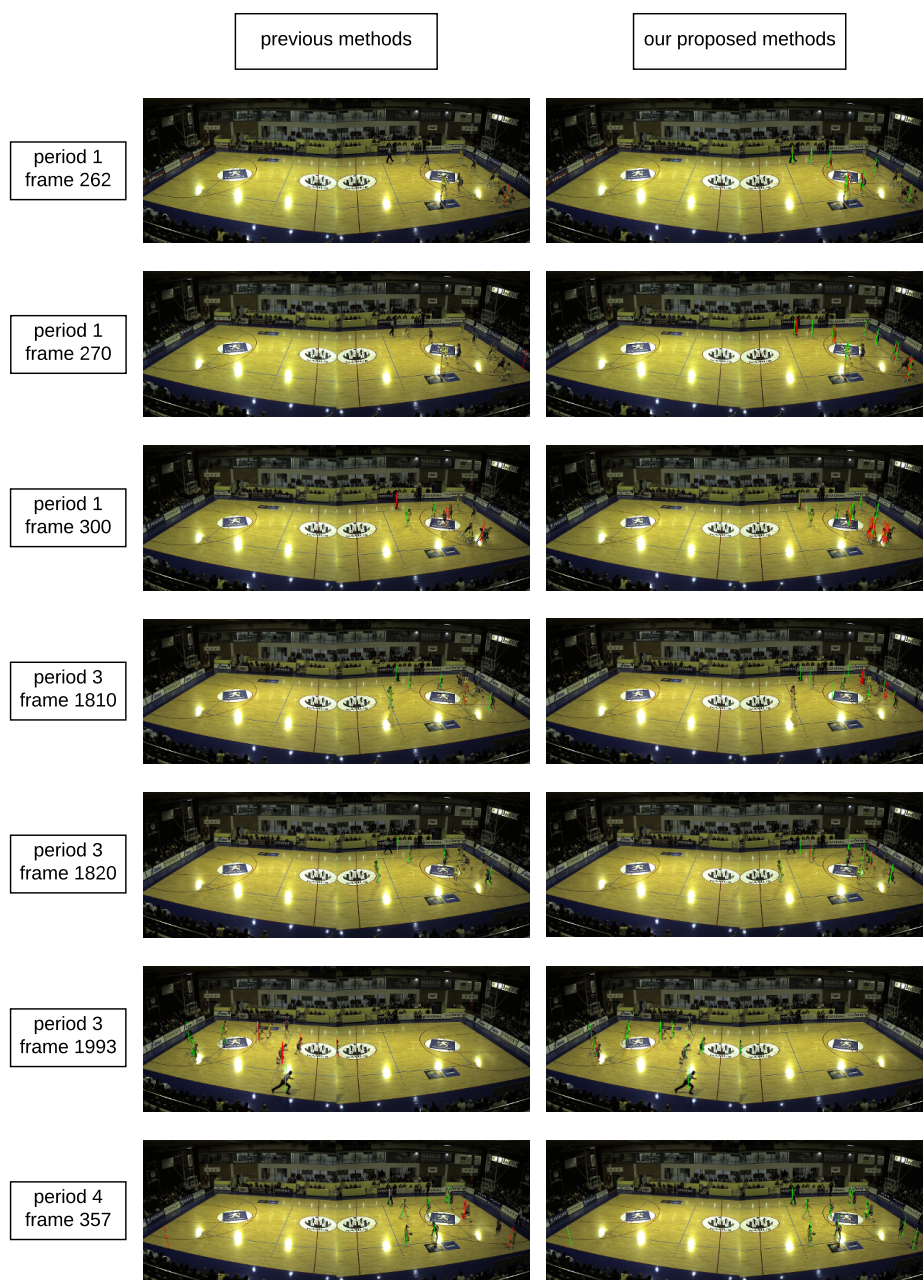 previous methods
our proposed methods
period 1
frame 262
period 1
frame 270
period 1
frame 300
period 3
frame 1810
period 3
frame 1820
period 3
frame 1993
period 4
frame 357